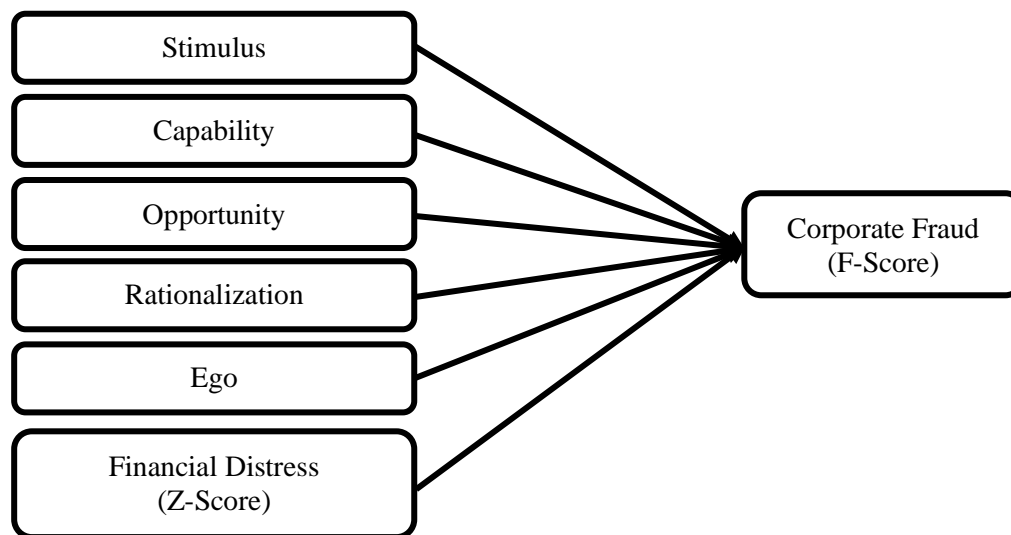 Stimulus
Capability
Opportunity
Rationalization
Ego
Financial Distress
(Z-Score)
Corporate Fraud
(F-Score)